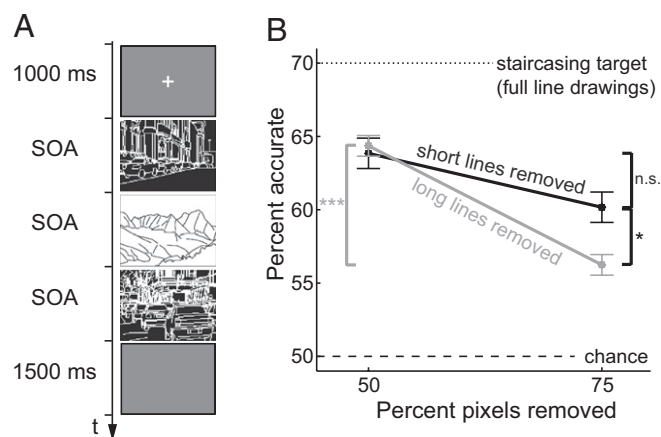 A
1000 ms
SOA
SOA
1500 ms
t
B
Percent accurate
70
65
60
55
50
staircasing target
(full line drawings)
short lines removed
long lines removed
***
n.s.
*
chance
50
75
Percent pixels removed